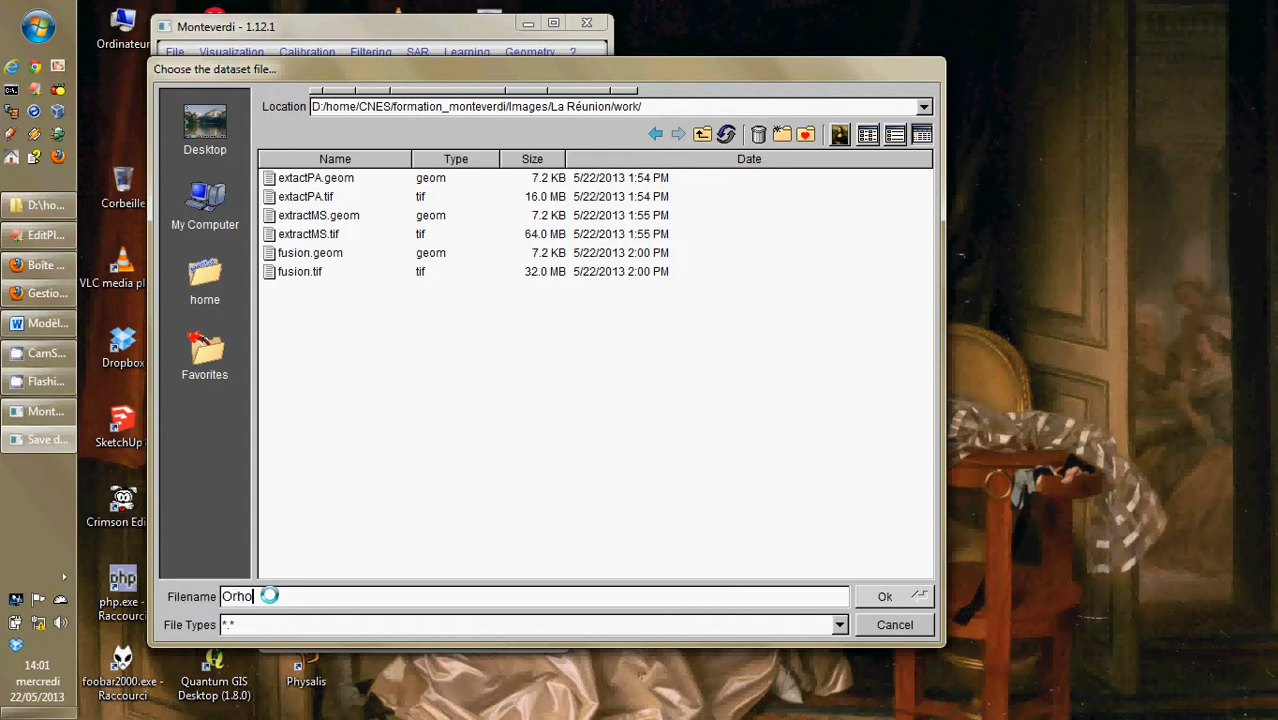 Ordinateur
Monteverdi - 1.12.1
File Visualization Calibration Filtering SAR Learning Geometry ?
Choose the dataset file...
Location D:/home/CNES/formation_monteverdi/Images/La Réunion/work/
Desktop
My Computer
home
Favorites
Name Type Size Date
extactPA.geom geom 7.2 KB 5/22/2013 1:54 PM
extactPA.tif tif 16.0 MB 5/22/2013 1:54 PM
extractMS.geom geom 7.2 KB 5/22/2013 1:55 PM
extractMS.tif tif 64.0 MB 5/22/2013 1:55 PM
fusion.geom geom 7.2 KB 5/22/2013 2:00 PM
fusion.tif tif 32.0 MB 5/22/2013 2:00 PM
Filename Orho
Ok
File Types *.*
Cancel
Corbeille
VLC media pl
Dropbox
SketchUp
Crimson Edi
php
php.exe -
Raccourci
foobar2000.exe -
Raccourci
Quantum GIS
Desktop (1.8.0)
Physalis
D:\ho...
EditPl...
Boîte ...
Gestio...
Modèl...
CamS...
Flashi...
Mont...
Save d...
14:01
mercredi
22/05/2013